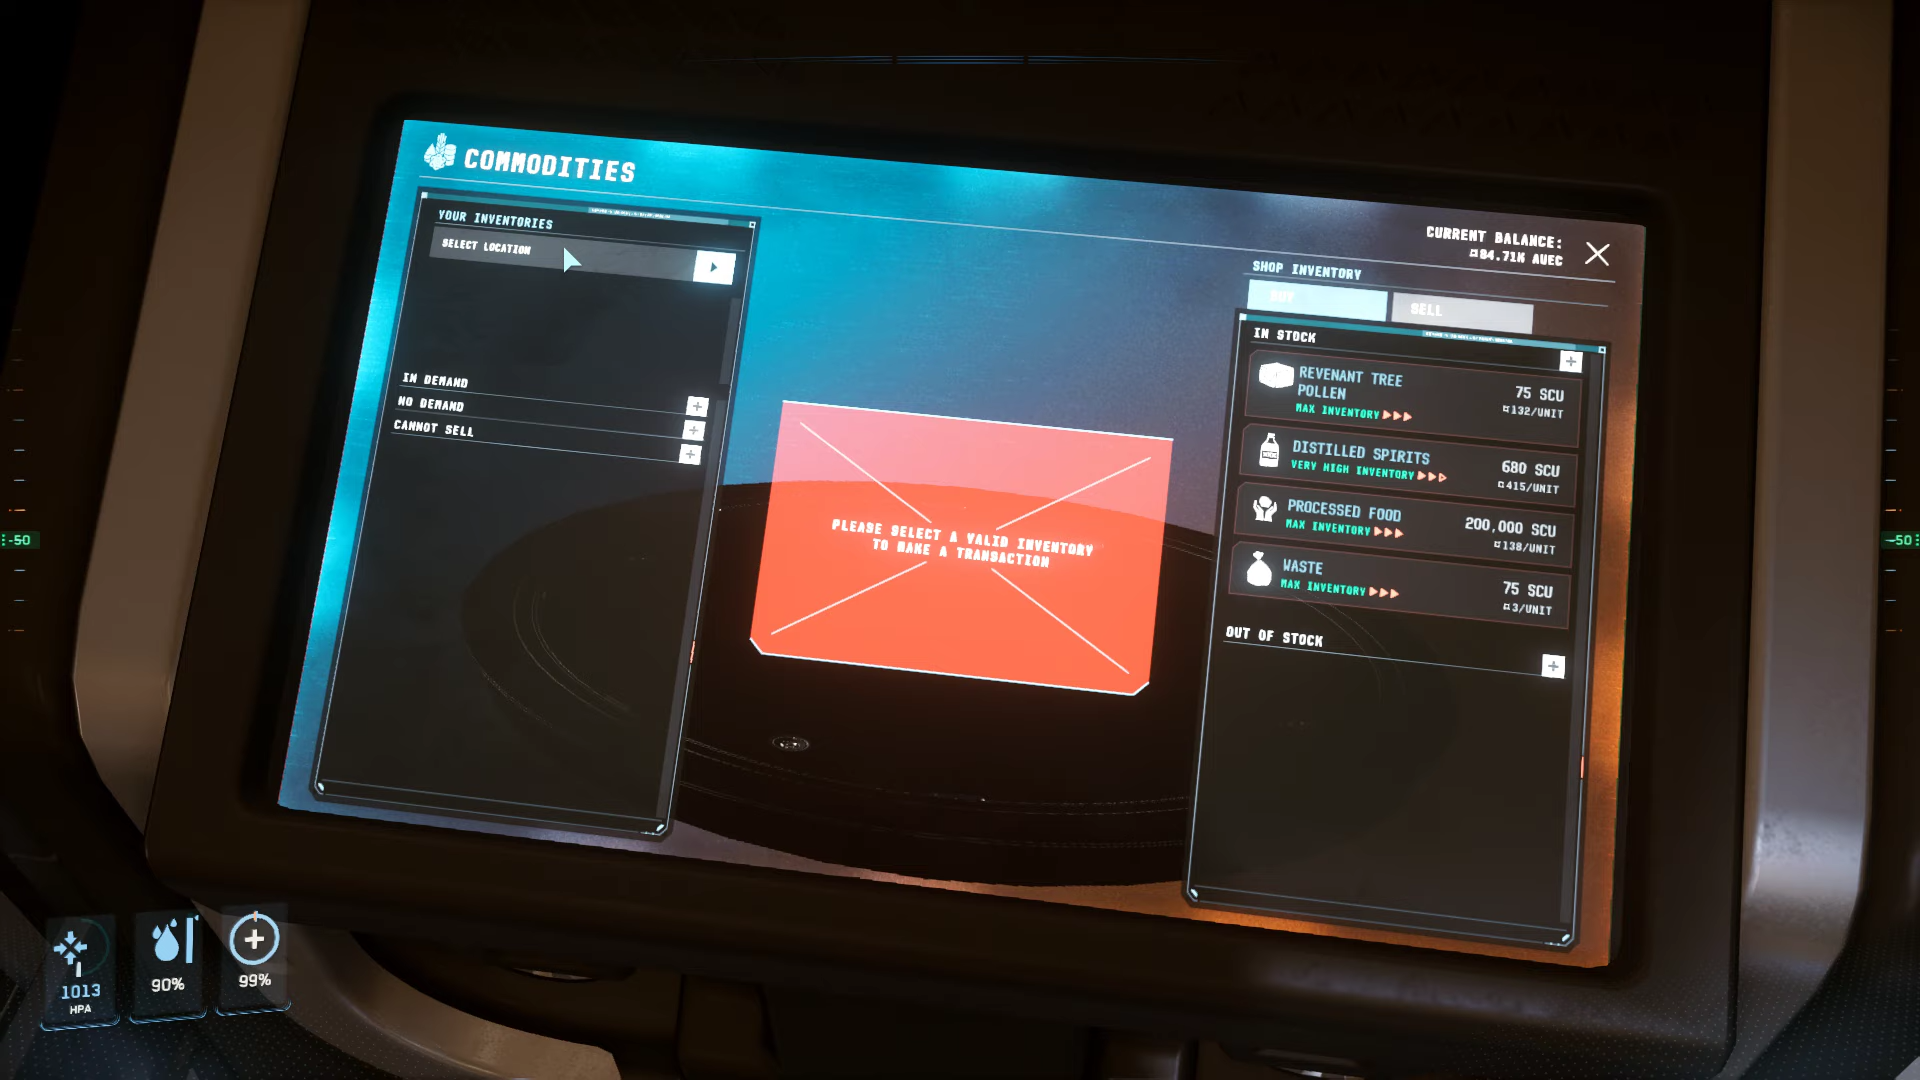 COMMODITIES
YOUR INVENTORIES
SELECT LOCATION
IN DEMAND
NO DEMAND
CANNOT SELL
PLEASE SELECT A VALID INVENTORY
TO MAKE A TRANSACTION
CURRENT BALANCE:
¤84.71K AUEC
SHOP INVENTORY
BUY
SELL
IN STOCK
REVENANT TREE
POLLEN
75 SCU
MAX INVENTORY
¤132/UNIT
DISTILLED SPIRITS
680 SCU
VERY HIGH INVENTORY
¤415/UNIT
PROCESSED FOOD
200,000 SCU
MAX INVENTORY
¤138/UNIT
WASTE
75 SCU
MAX INVENTORY
¤3/UNIT
OUT OF STOCK
-50
-50
1013
HPA
90%
99%